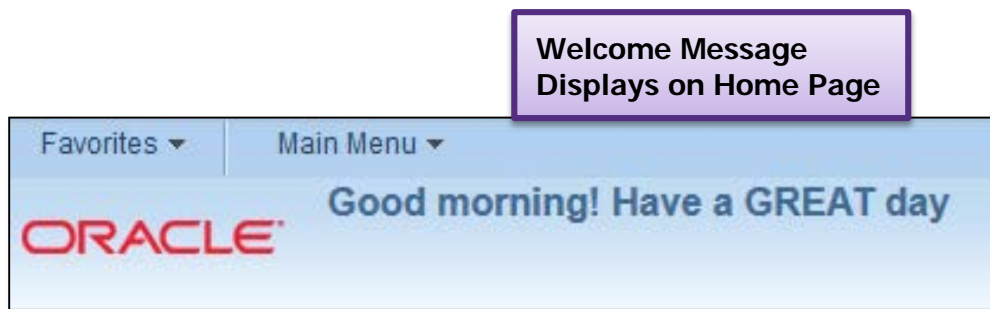 Welcome Message
Displays on Home Page
Favorites
Main Menu
Good morning! Have a GREAT day
ORACLE